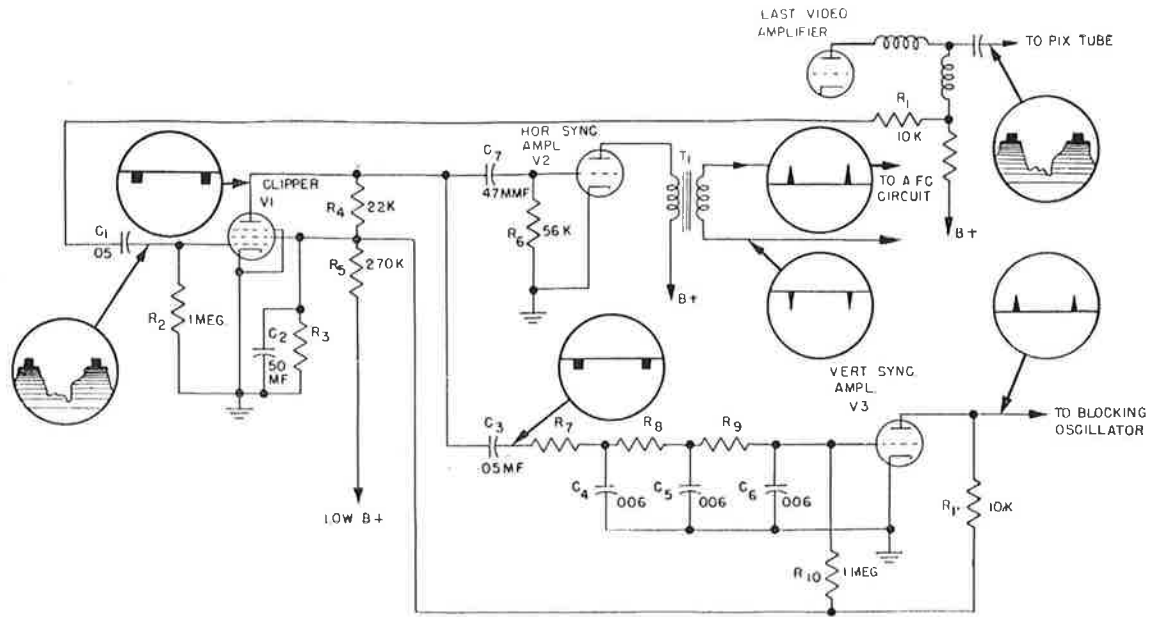 LAST VIDEO
AMPLIFIER
TO PIX TUBE
R1
10K
HOR SYNC
AMPL
V2
C7
47MMF
T1
CLIPPER
V1
TO AFC
CIRCUIT
R4
22K
R6
56K
B+
C1
05
R5
270K
B+
R2
1MEG.
C2
50
MF
R3
VERT SYNC
AMPL.
V3
C3
05MF
R7
R8
R9
TO BLOCKING
OSCILLATOR
C4
006
C5
006
C6
006
R1
10K
LOW B+
R10
1MEG